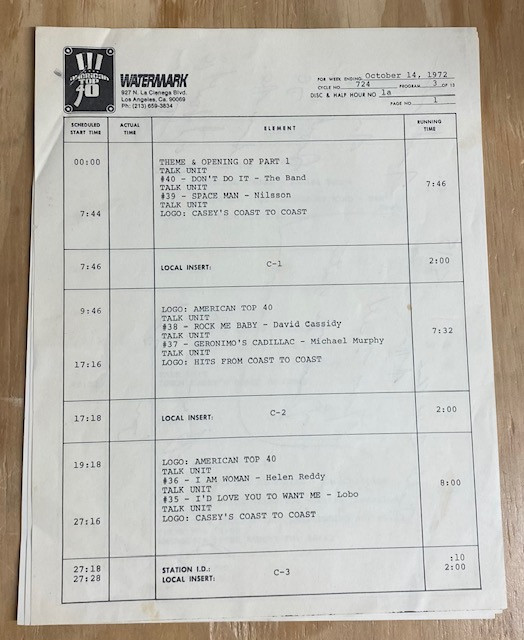 AMERICAN
TOP
40
WATERMARK
927 N. La Cienega Blvd.
Los Angeles, Ca. 90069
Ph: (213) 659-3834
FOR WEEK ENDING October 14, 1972
CYCLE NO. 724 PROGRAM 3 OF 13
DISC & HALF HOUR NO 1a
PAGE NO. 1
SCHEDULED START TIME ACTUAL TIME ELEMENT RUNNING TIME
00:00 THEME & OPENING OF PART 1
TALK UNIT
#40 - DON'T DO IT - The Band
TALK UNIT 7:46
#39 - SPACE MAN - Nilsson
TALK UNIT
7:44 LOGO: CASEY'S COAST TO COAST
7:46 LOCAL INSERT: C-1 2:00
9:46 LOGO: AMERICAN TOP 40
TALK UNIT
#38 - ROCK ME BABY - David Cassidy
TALK UNIT 7:32
#37 - GERONIMO'S CADILLAC - Michael Murphy
TALK UNIT
17:16 LOGO: HITS FROM COAST TO COAST
17:18 LOCAL INSERT: C-2 2:00
19:18 LOGO: AMERICAN TOP 40
TALK UNIT
#36 - I AM WOMAN - Helen Reddy
TALK UNIT 8:00
#35 - I'D LOVE YOU TO WANT ME - Lobo
TALK UNIT
27:16 LOGO: CASEY'S COAST TO COAST
27:18 STATION I.D.: :10
27:28 LOCAL INSERT: C-3 2:00